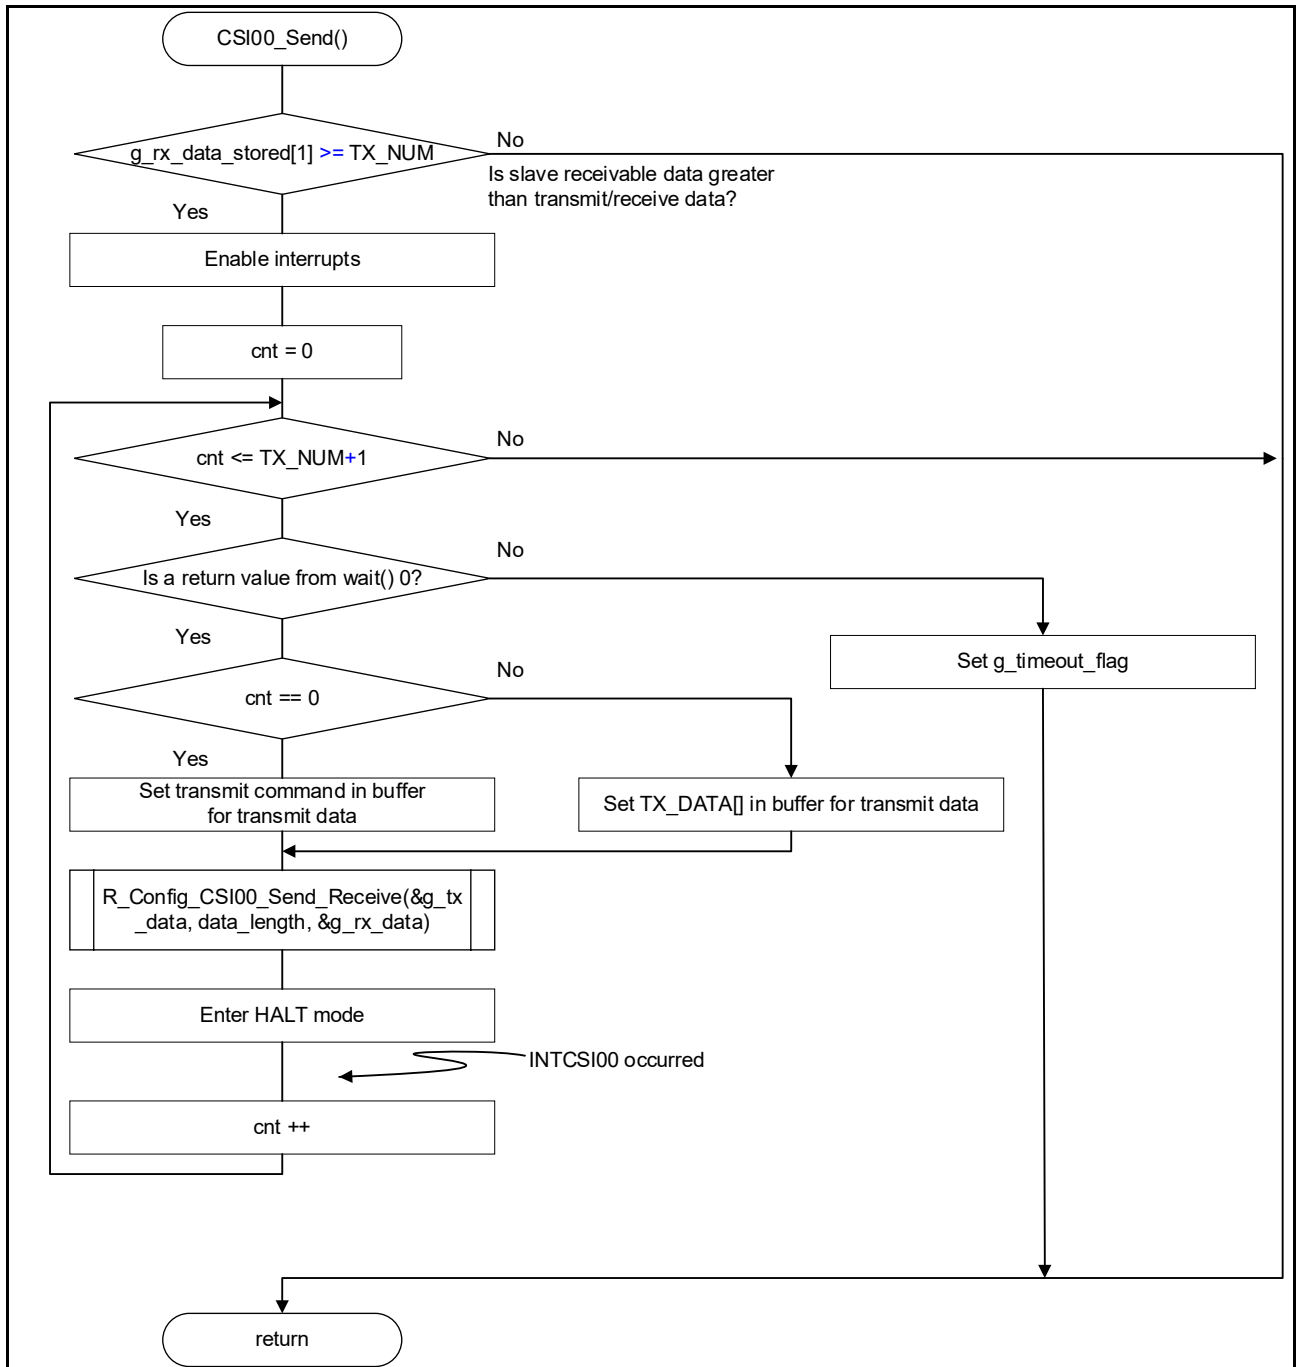 CSI00_Send()
g_rx_data_stored[1] >= TX_NUM
No
Is slave receivable data greater
than transmit/receive data?
Yes
Enable interrupts
cnt = 0
cnt <= TX_NUM+1
No
Yes
Is a return value from wait() 0?
No
Yes
Set g_timeout_flag
cnt == 0
No
Yes
Set transmit command in buffer
for transmit data
Set TX_DATA[] in buffer for transmit data
R_Config_CSI00_Send_Receive(&g_tx
_data, data_length, &g_rx_data)
Enter HALT mode
INTCSI00 occurred
cnt ++
return